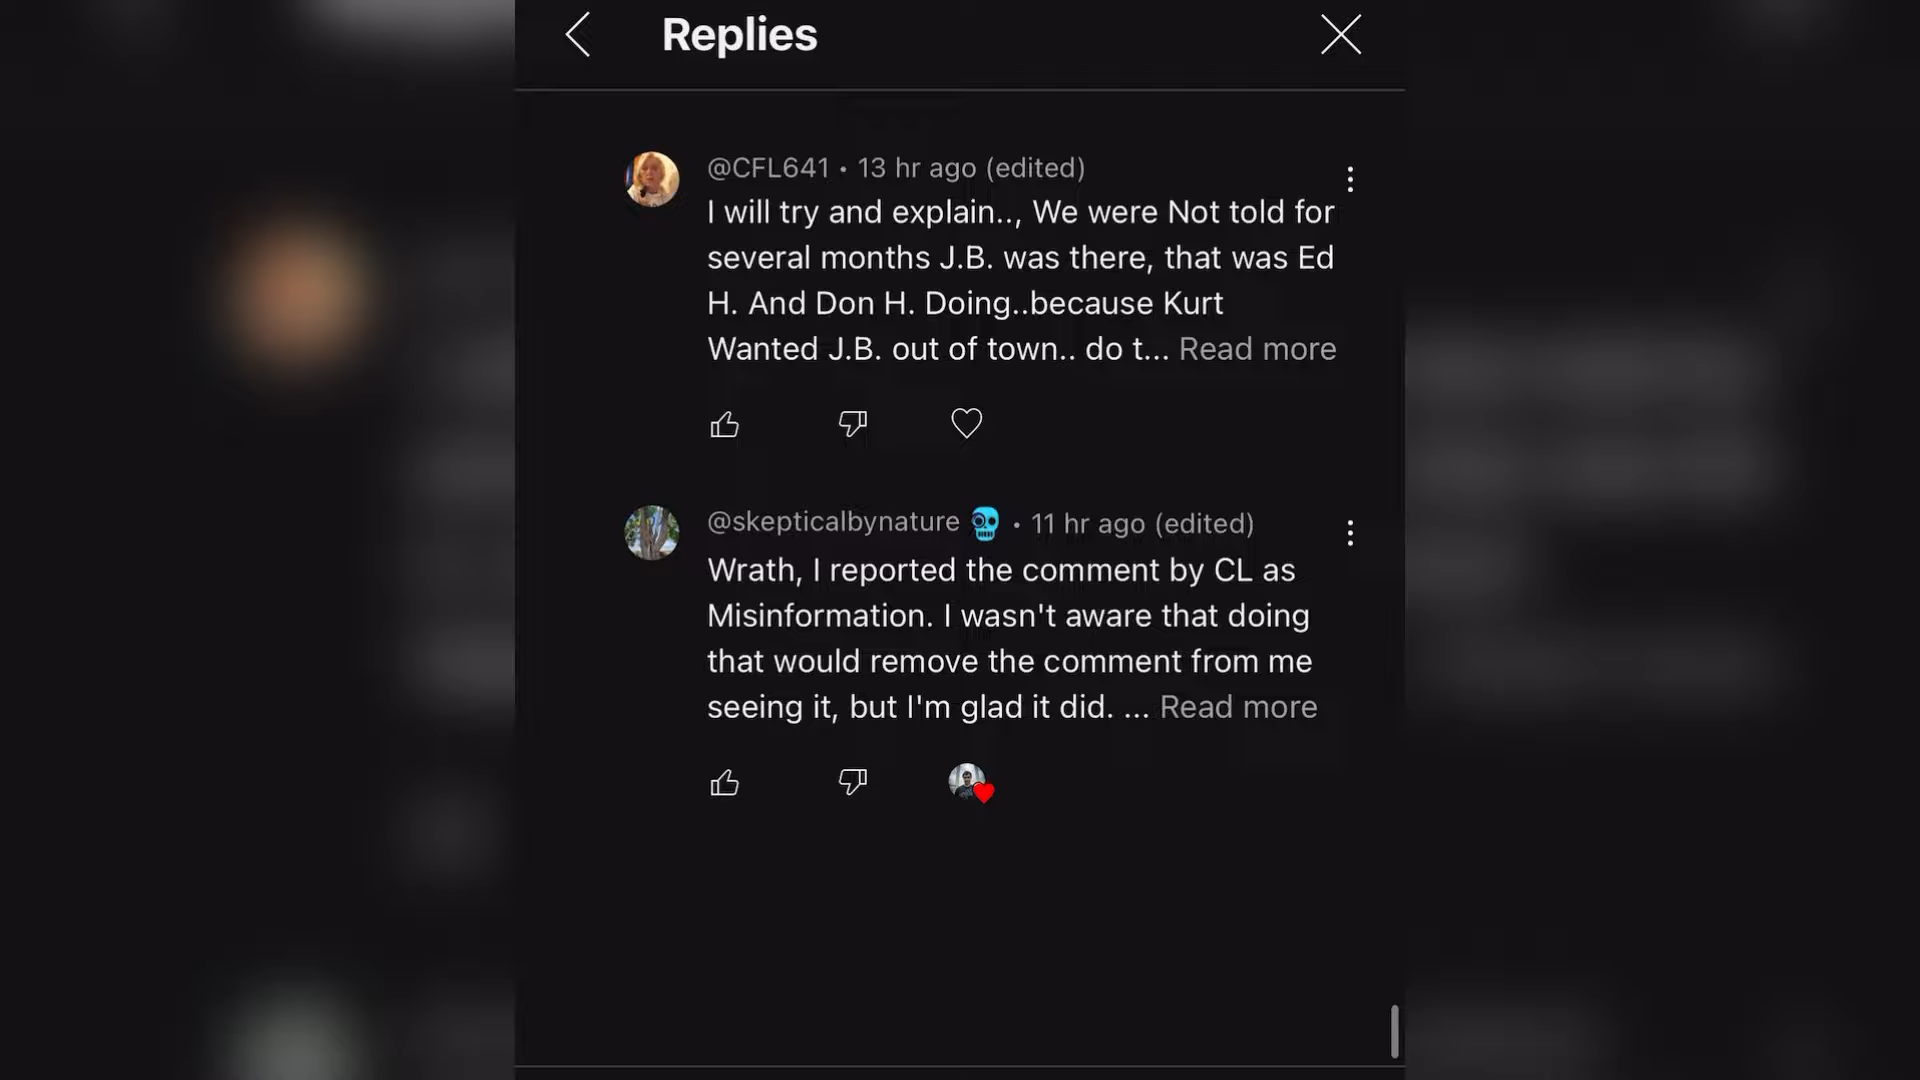 Replies
@CFL641 • 13 hr ago (edited)
I will try and explain.., We were Not told for
several months J.B. was there, that was Ed
H. And Don H. Doing..because Kurt
Wanted J.B. out of town.. do t... Read more
@skepticalbynature • 11 hr ago (edited)
Wrath, I reported the comment by CL as
Misinformation. I wasn't aware that doing
that would remove the comment from me
seeing it, but I'm glad it did. ... Read more